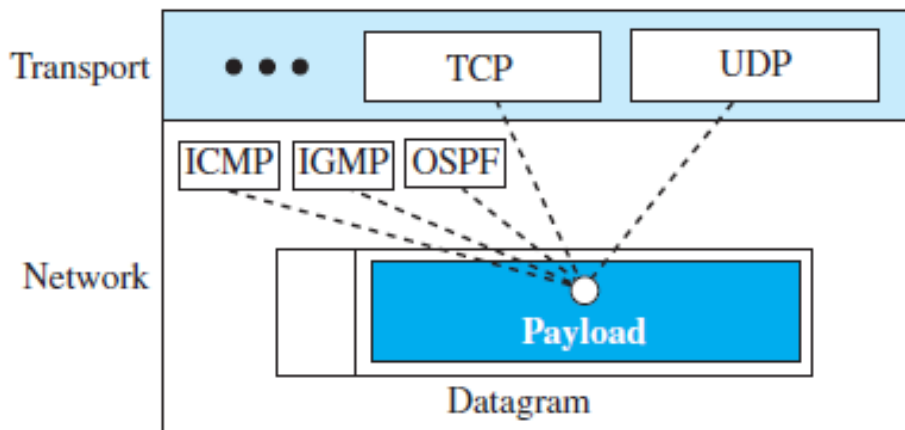 Transport
TCP
UDP
ICMP
IGMP
OSPF
Network
Payload
Datagram